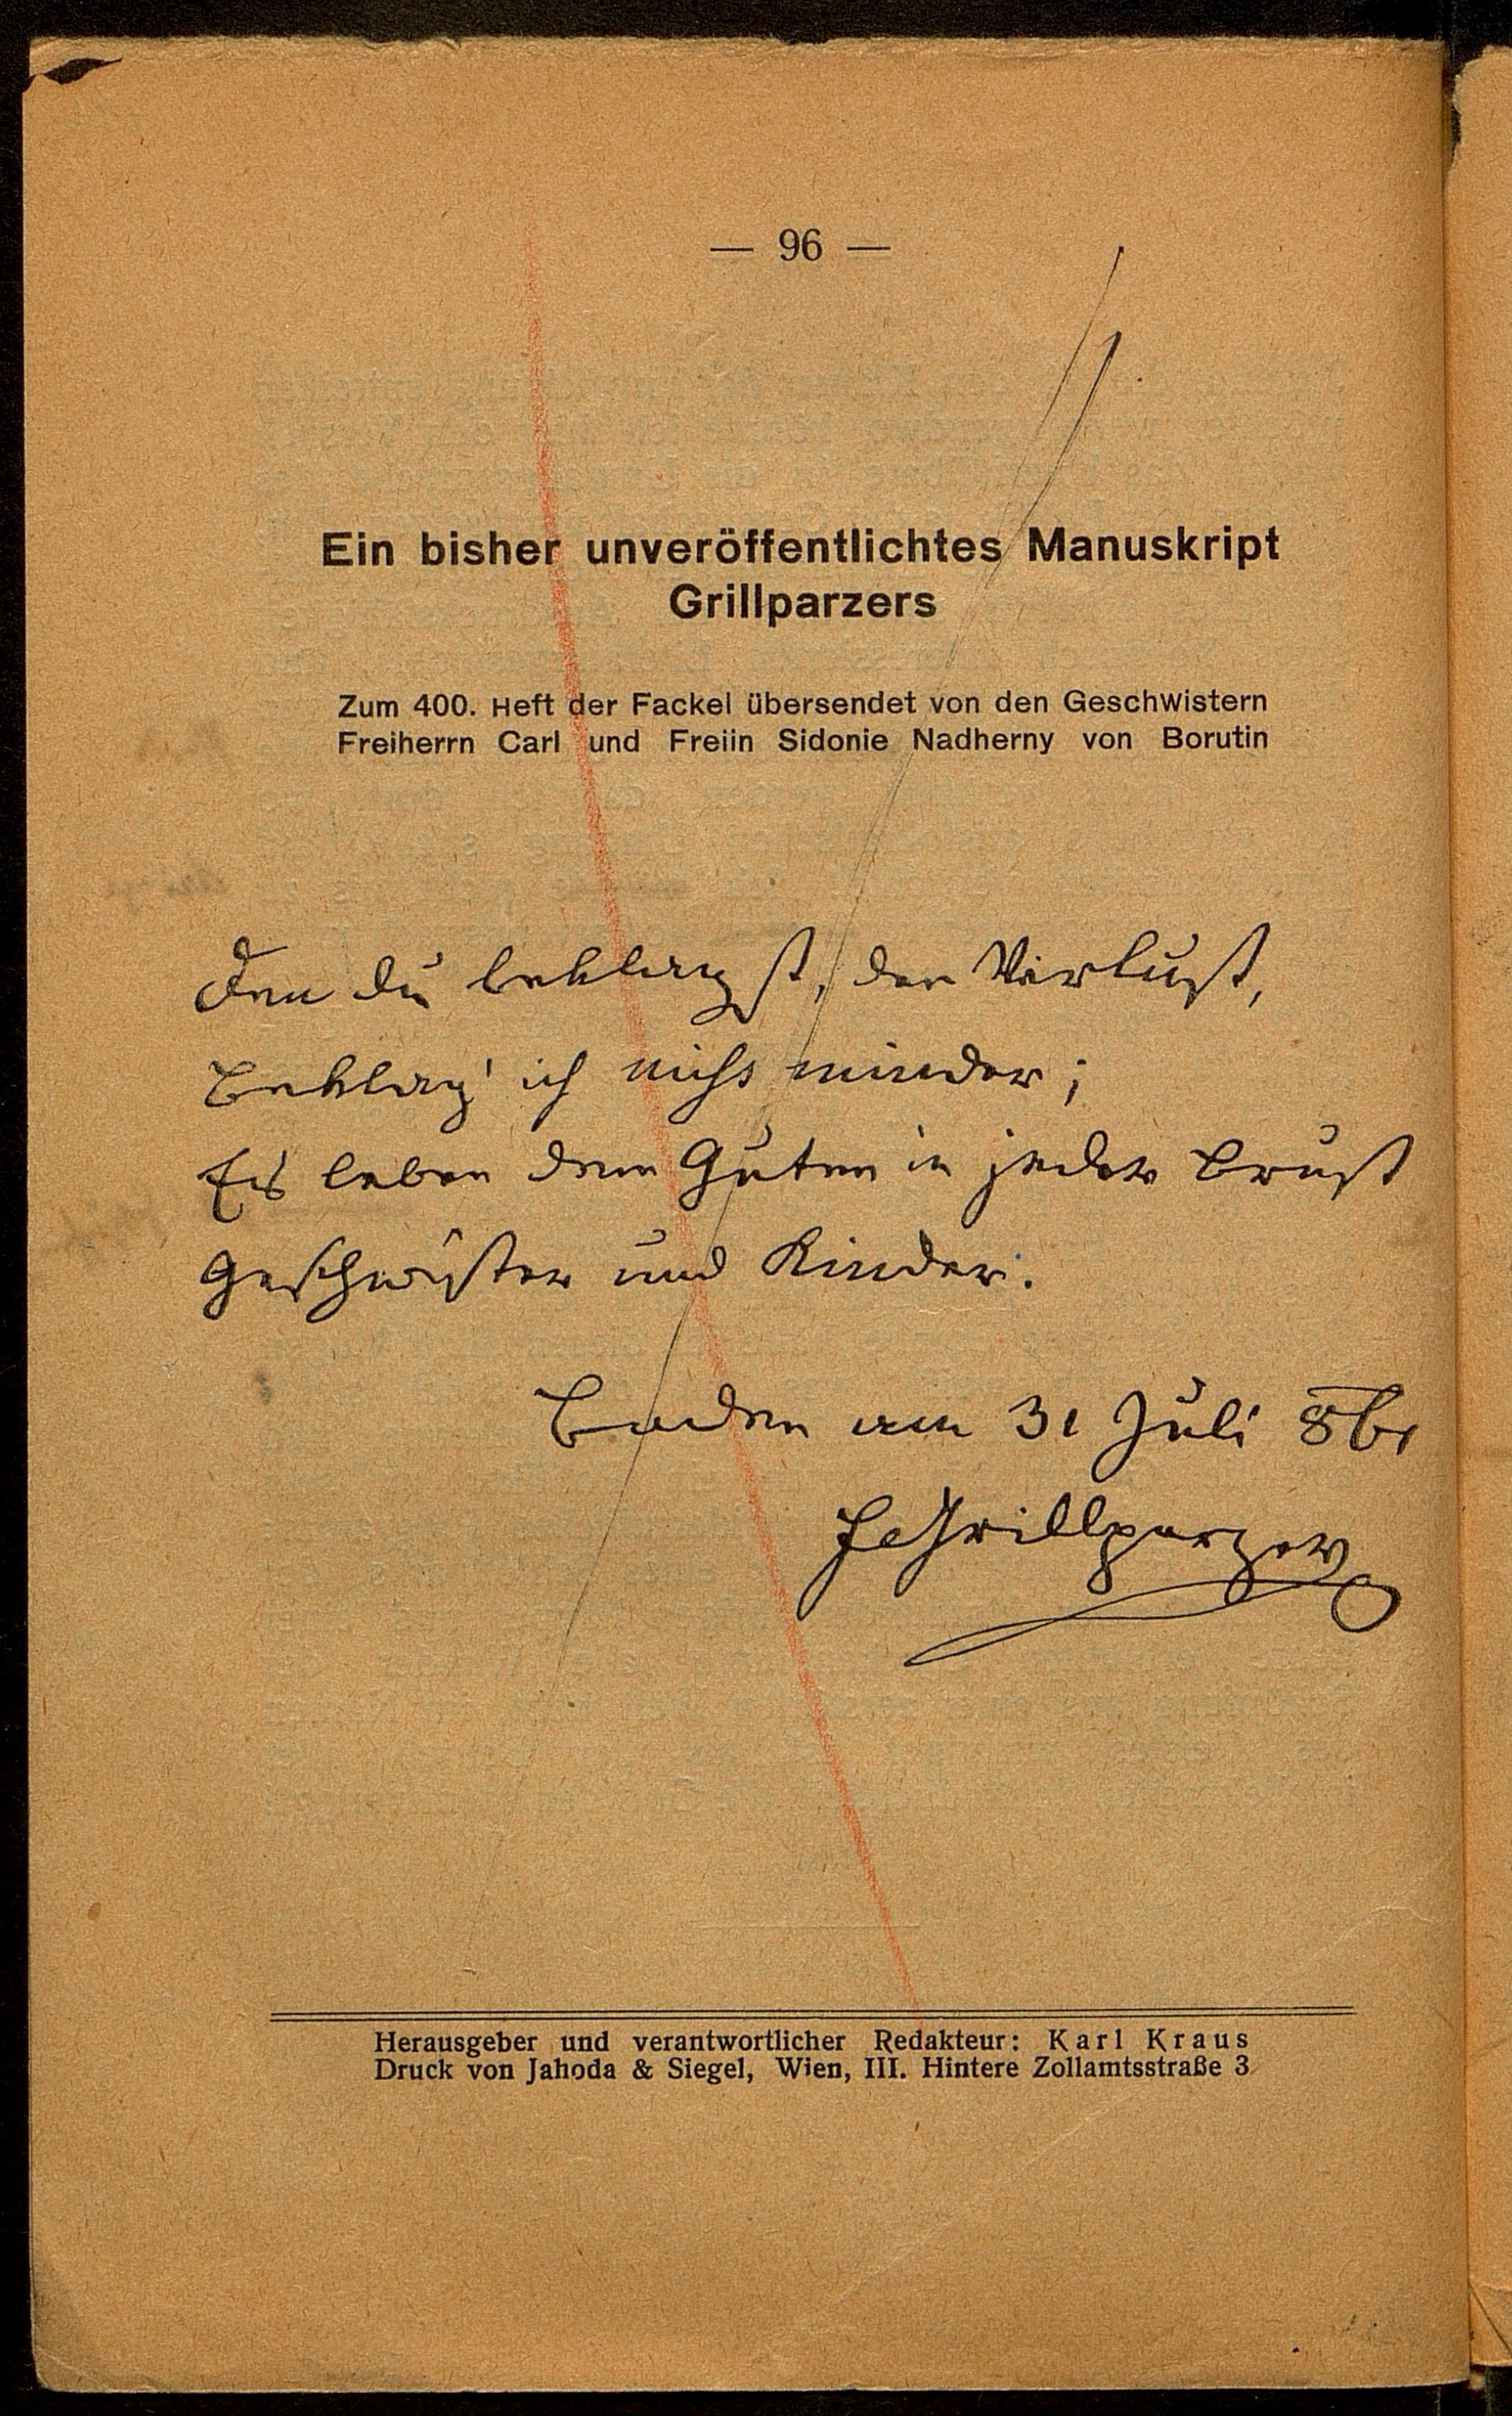 — 96 —
Ein bisher unveröffentlichtes Manuskript
Grillparzers
Zum 400. Heft der Fackel übersendet von den Geschwistern
Freiherrn Carl und Freiin Sidonie Nadherny von Borutin
Den du beklagst, den Verlust,
Beklag' ich nicht minder;
Es leben dem Guten in jeder Brust
Geschwister und Kinder.
Baden am 31 Juli 861
FGrillparzer
Herausgeber und verantwortlicher Redakteur: Karl Kraus
Druck von Jahoda & Siegel, Wien, III. Hintere Zollamtsstraße 3